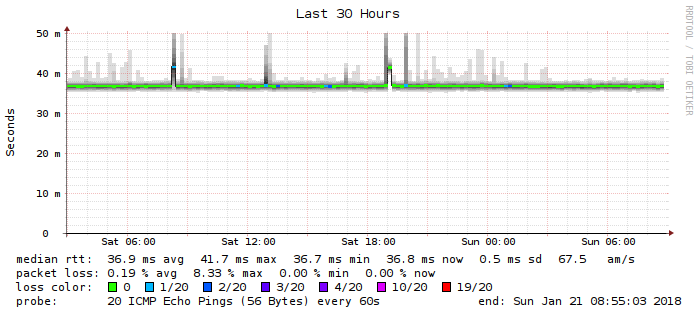 Last 30 Hours
RRDTOOL / TOBI OETIKER
Seconds
50 m
40 m
30 m
20 m
10 m
0
Sat 06:00 Sat 12:00 Sat 18:00 Sun 00:00 Sun 06:00
median rtt: 36.9 ms avg 41.7 ms max 36.7 ms min 36.8 ms now 0.5 ms sd 67.5 am/s
packet loss: 0.19 % avg 8.33 % max 0.00 % min 0.00 % now
loss color: 0 1/20 2/20 3/20 4/20 10/20 19/20
probe: 20 ICMP Echo Pings (56 Bytes) every 60s end: Sun Jan 21 08:55:03 2018